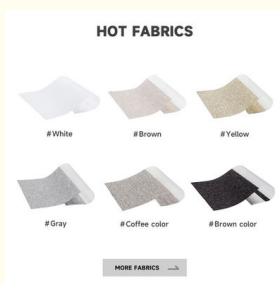 HOT FABRICS
#White #Brown #Yellow
#Gray #Coffee color #Brown color
MORE FABRICS